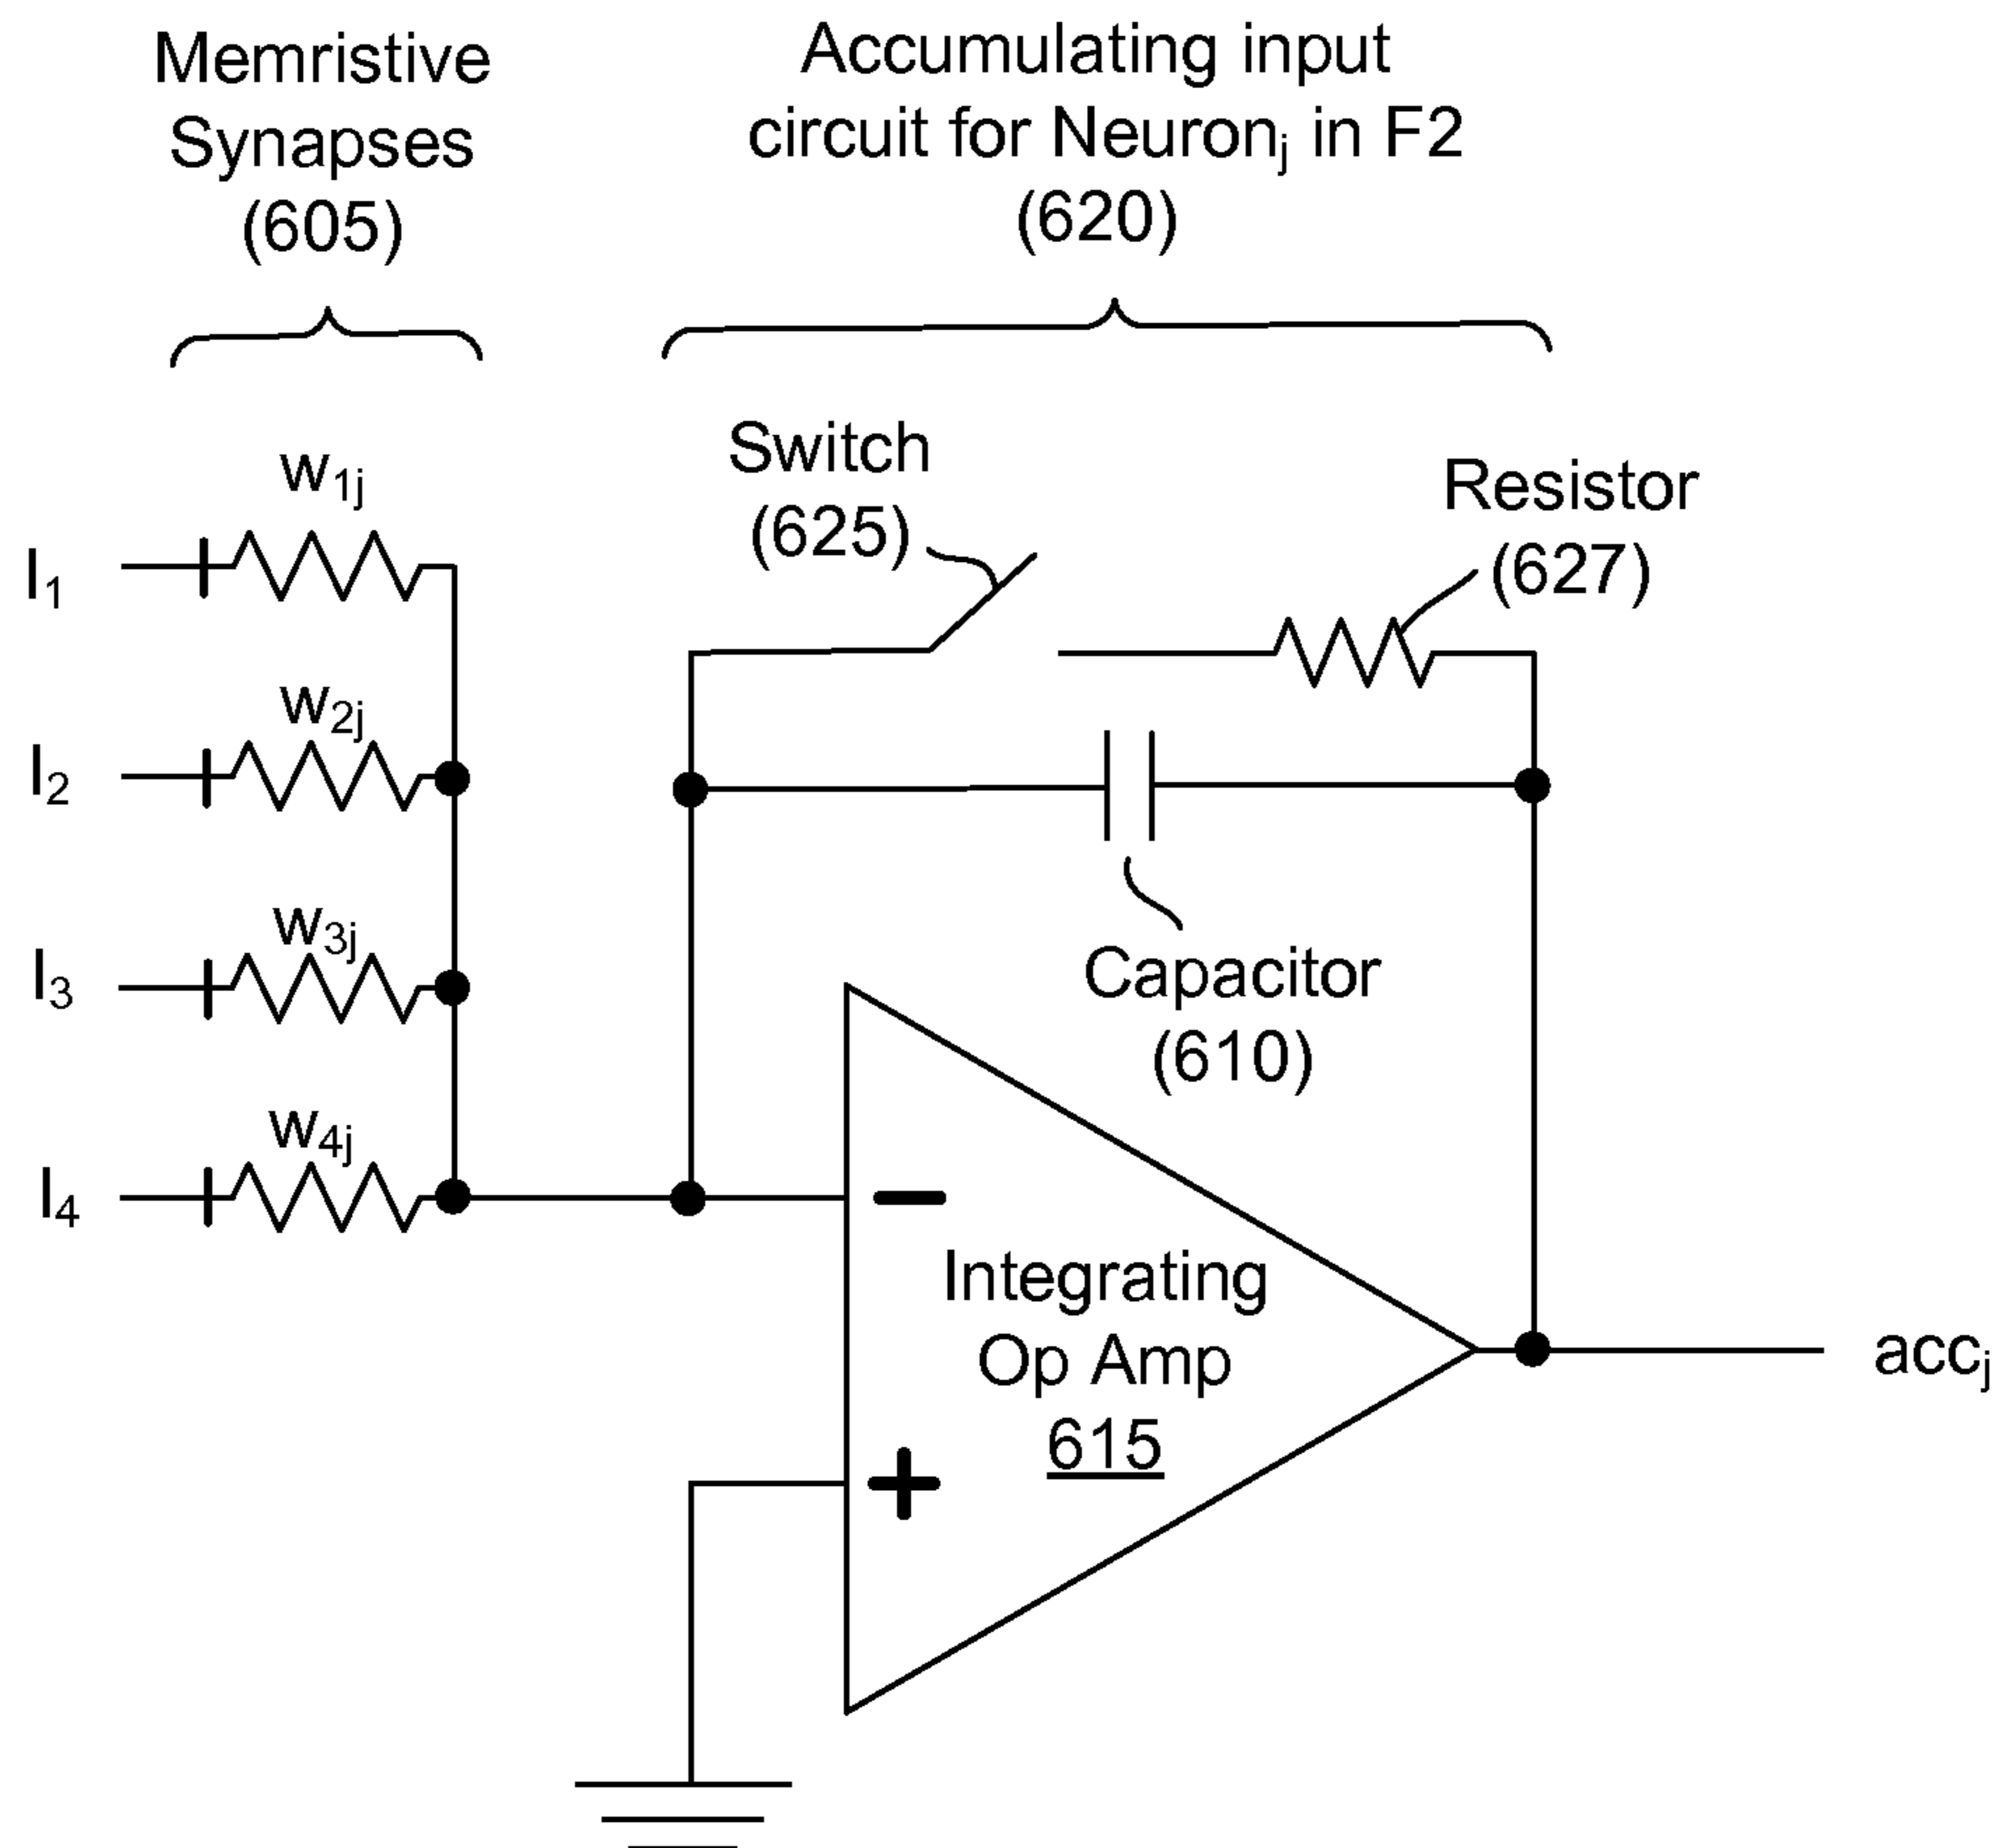 Memristive
Synapses
(605)
Accumulating input
circuit for Neuronj in F2
(620)
Switch
(625)
Resistor
(627)
w1j
I1
w2j
I2
w3j
I3
w4j
I4
Capacitor
(610)
−
Integrating
Op Amp
615
+
accj